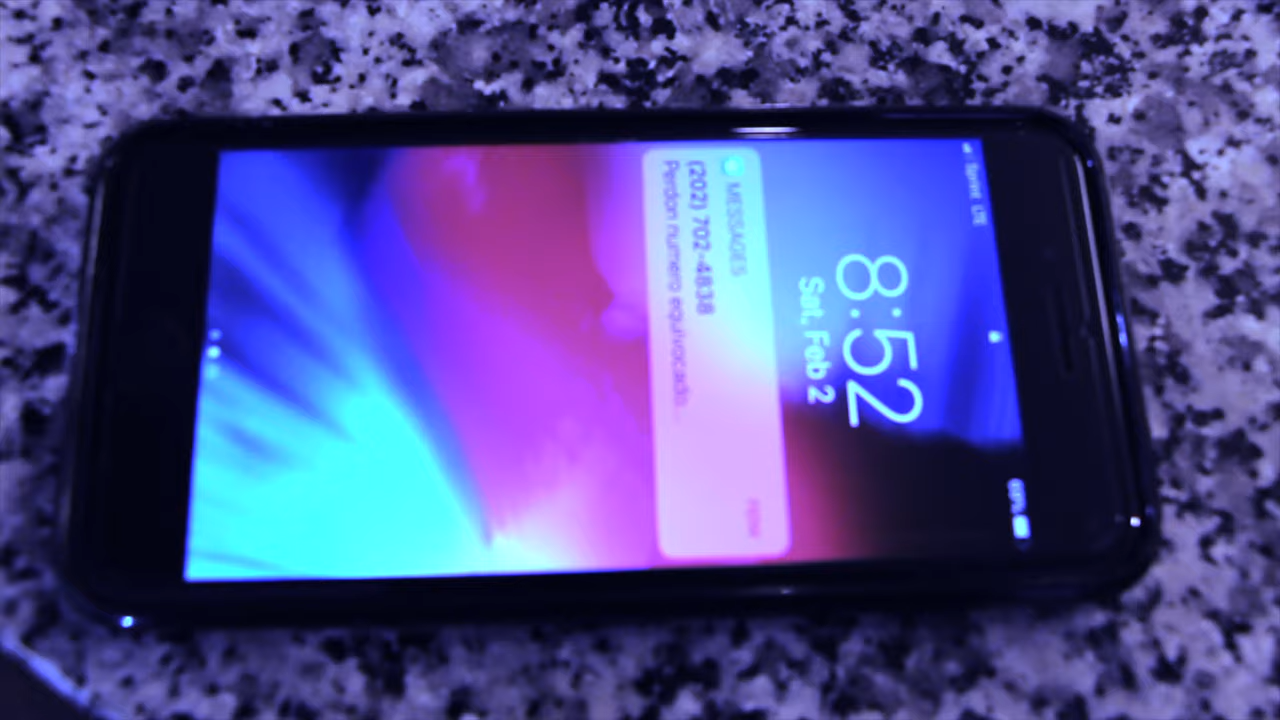 Sprint LTE
8:52
Sat, Feb 2
MESSAGES
now
(202) 702-4838
Perdon numero equivocado.